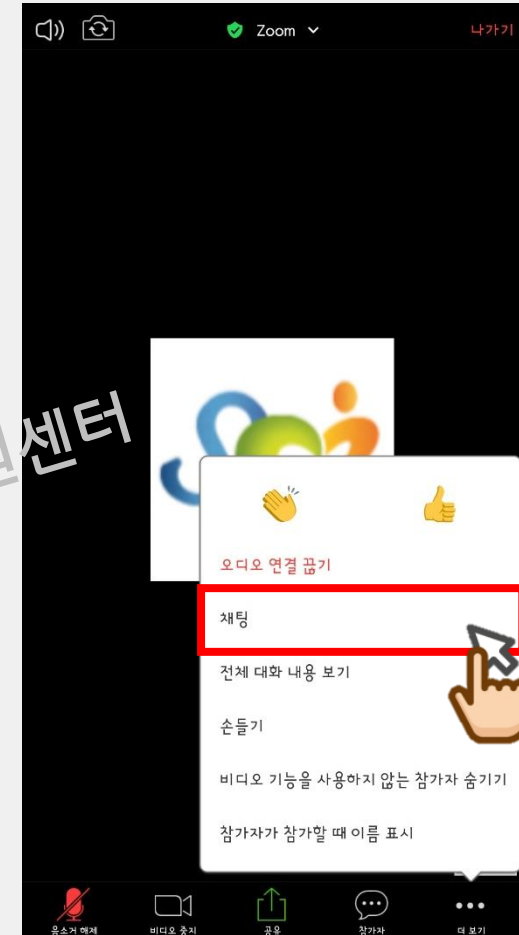 Zoom
나가기
센터
오디오 연결 끊기
채팅
전체 대화 내용 보기
손들기
비디오 기능을 사용하지 않는 참가자 숨기기
참가자가 참가할 때 이름 표시
음소거 해제
비디오 중지
공유
참가자
더 보기